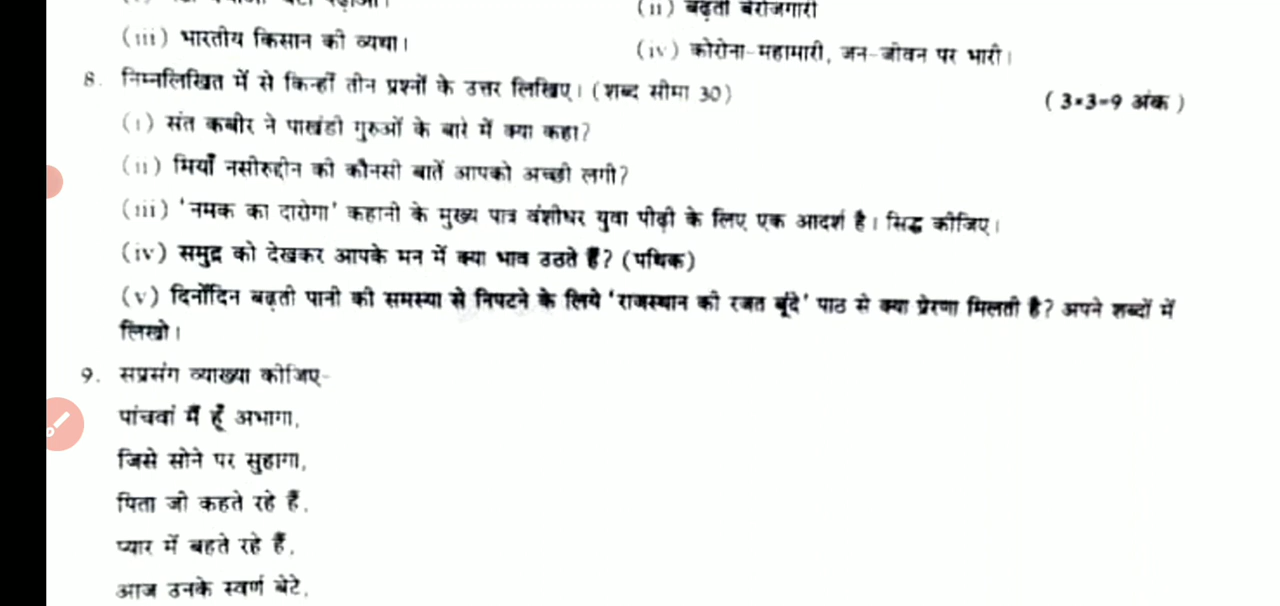 (ii) बढ़ती बेरोजगारी
(iii) भारतीय किसान की व्यथा।
(iv) कोरोना-महामारी, जन-जीवन पर भारी।
8. निम्नलिखित में से किन्हीं तीन प्रश्नों के उत्तर लिखिए। (शब्द सीमा 30)
(3×3=9 अंक)
(i) संत कबीर ने पाखंडी गुरुओं के बारे में क्या कहा?
(ii) मियाँ नसीरुद्दीन की कौनसी बातें आपको अच्छी लगी?
(iii) 'नमक का दारोगा' कहानी के मुख्य पात्र वंशीधर युवा पीढ़ी के लिए एक आदर्श है। सिद्ध कीजिए।
(iv) समुद्र को देखकर आपके मन में क्या भाव उठते हैं? (पथिक)
(v) दिनोंदिन बढ़ती पानी की समस्या से निपटने के लिये 'राजस्थान की रजत बूंदे' पाठ से क्या प्रेरणा मिलती है? अपने शब्दों में
लिखो।
9. सप्रसंग व्याख्या कीजिए-
पांचवां मैं हूँ अभागा,
जिसे सोने पर सुहागा,
पिता जी कहते रहे हैं,
प्यार में बहते रहे हैं,
आज उनके स्वर्ण बेटे,